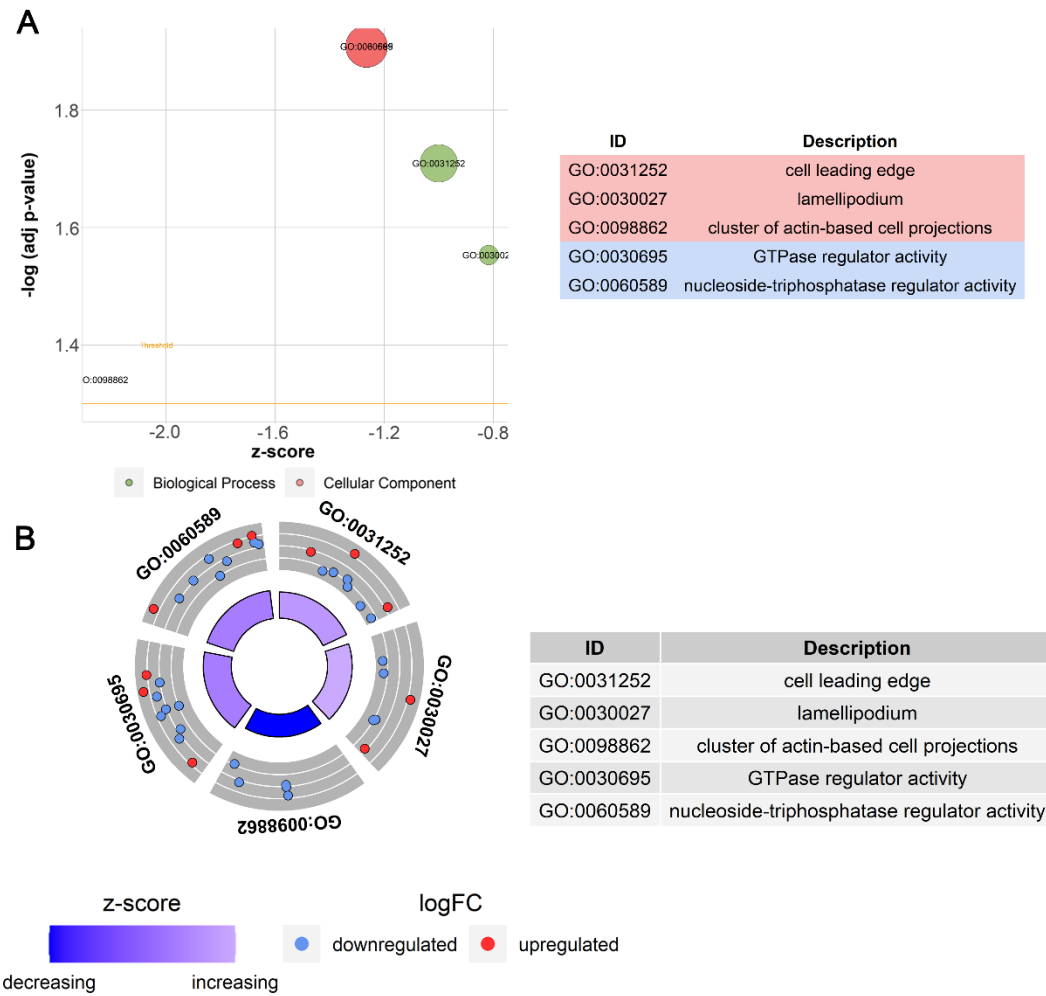 A
GO:0060589
1.8
GO:0031252
1.6
GO:003002
1.4
Threshold
O:0098862
-2.0 -1.6 -1.2 -0.8
-log (adj p-value)
z-score
Biological Process Cellular Component
ID Description
GO:0031252 cell leading edge
GO:0030027 lamellipodium
GO:0098862 cluster of actin-based cell projections
GO:0030695 GTPase regulator activity
GO:0060589 nucleoside-triphosphatase regulator activity
B
GO:0060589
GO:0031252
GO:0030695
GO:0030027
GO:0098862
ID Description
GO:0031252 cell leading edge
GO:0030027 lamellipodium
GO:0098862 cluster of actin-based cell projections
GO:0030695 GTPase regulator activity
GO:0060589 nucleoside-triphosphatase regulator activity
z-score
decreasing increasing
logFC
downregulated upregulated